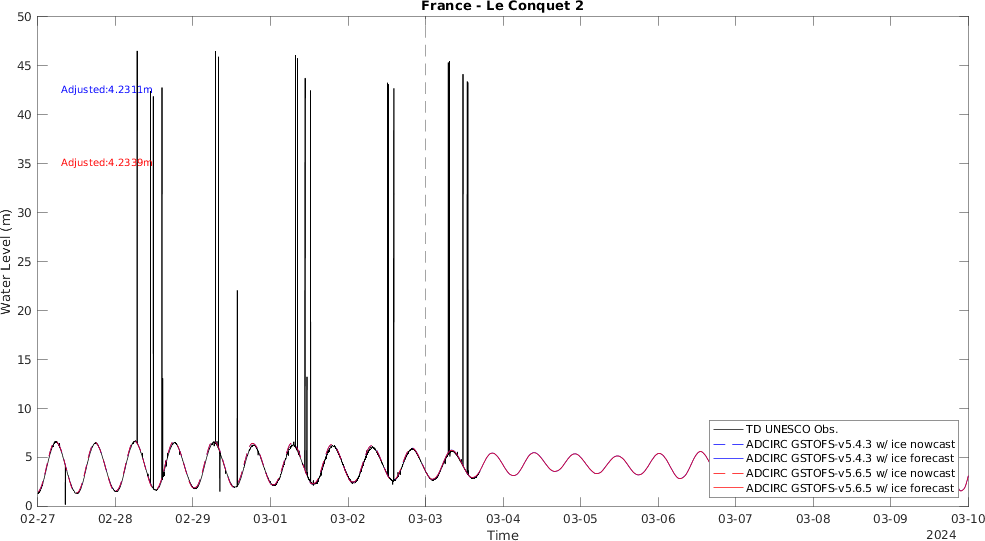 France - Le Conquet 2
50
45
40
35
30
25
20
15
10
5
0
Water Level (m)
Adjusted:4.2311m
Adjusted:4.2339m
TD UNESCO Obs.
ADCIRC GSTOFS-v5.4.3 w/ ice nowcast
ADCIRC GSTOFS-v5.4.3 w/ ice forecast
ADCIRC GSTOFS-v5.6.5 w/ ice nowcast
ADCIRC GSTOFS-v5.6.5 w/ ice forecast
02-27 02-28 02-29 03-01 03-02 03-03 03-04 03-05 03-06 03-07 03-08 03-09 03-10
Time
2024